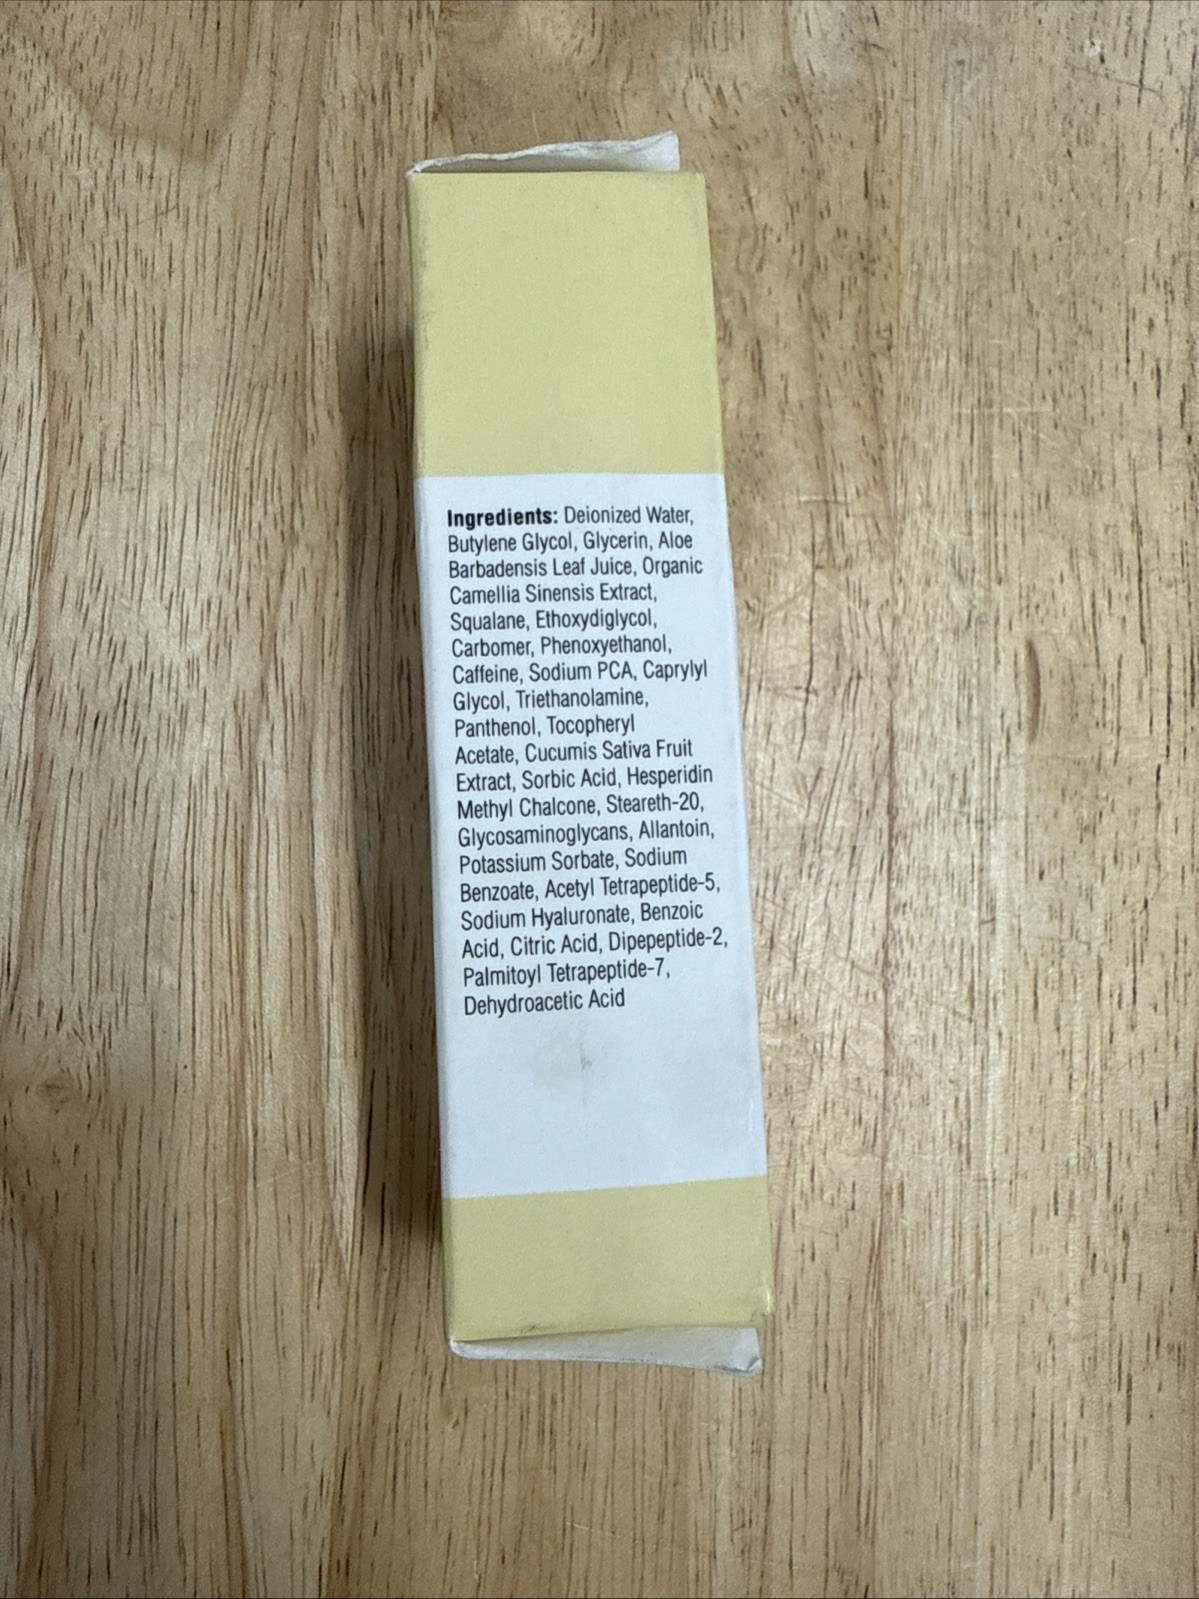 Ingredients: Deionized Water,
Butylene Glycol, Glycerin, Aloe
Barbadensis Leaf Juice, Organic
Camellia Sinensis Extract,
Squalane, Ethoxydiglycol,
Carbomer, Phenoxyethanol,
Caffeine, Sodium PCA, Caprylyl
Glycol, Triethanolamine,
Panthenol, Tocopheryl
Acetate, Cucumis Sativa Fruit
Extract, Sorbic Acid, Hesperidin
Methyl Chalcone, Steareth-20,
Glycosaminoglycans, Allantoin,
Potassium Sorbate, Sodium
Benzoate, Acetyl Tetrapeptide-5,
Sodium Hyaluronate, Benzoic
Acid, Citric Acid, Dipepeptide-2,
Palmitoyl Tetrapeptide-7,
Dehydroacetic Acid